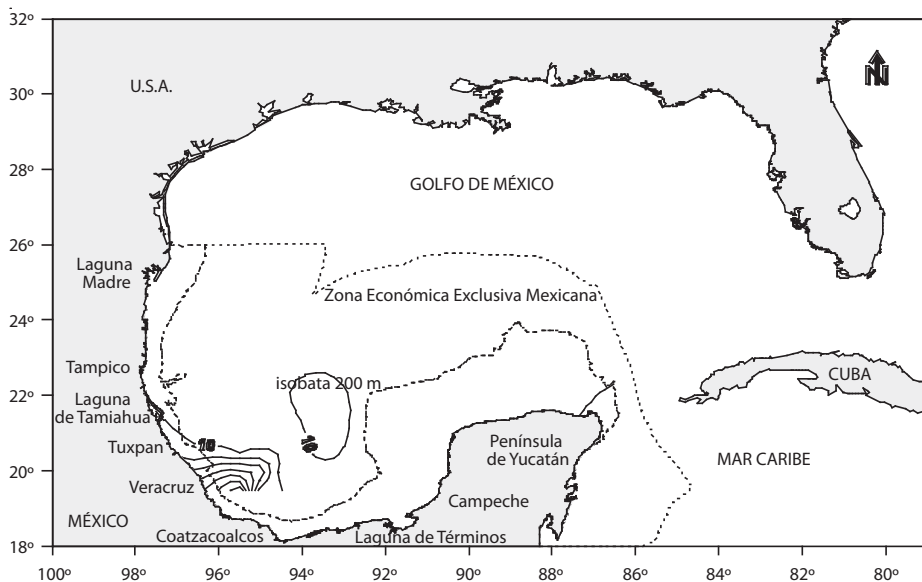 32º
U.S.A.
N
30º
28º
GOLFO DE MÉXICO
26º
Laguna
Madre
Zona Económica Exclusiva Mexicana
24º
Tampico
isobata 200 m
CUBA
22º
Laguna
de Tamiahua
Tuxpan
10
10
Península
de Yucatán
MAR CARIBE
20º
Veracruz
Campeche
MÉXICO
Coatzacoalcos
Laguna de Términos
18º
100º 98º 96º 94º 92º 90º 88º 86º 84º 82º 80º